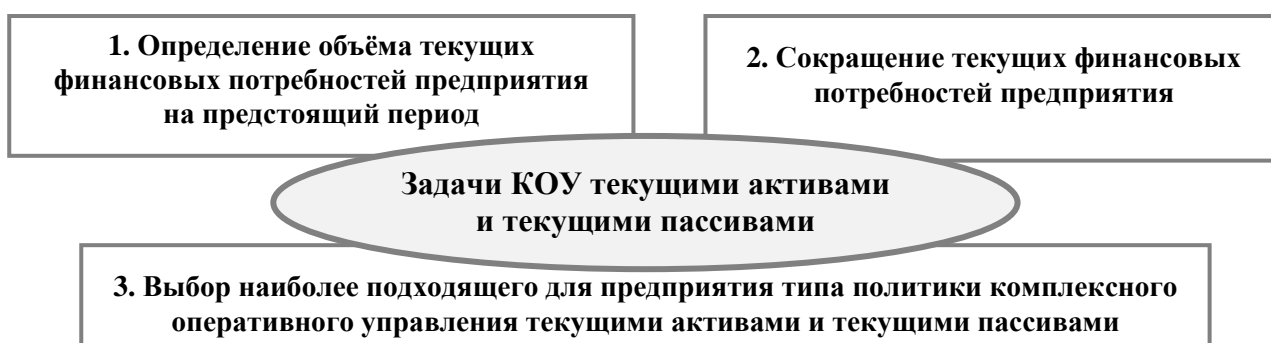 1. Определение объёма текущих
финансовых потребностей предприятия
на предстоящий период
2. Сокращение текущих финансовых
потребностей предприятия
Задачи КОУ текущими активами
и текущими пассивами
3. Выбор наиболее подходящего для предприятия типа политики комплексного
оперативного управления текущими активами и текущими пассивами